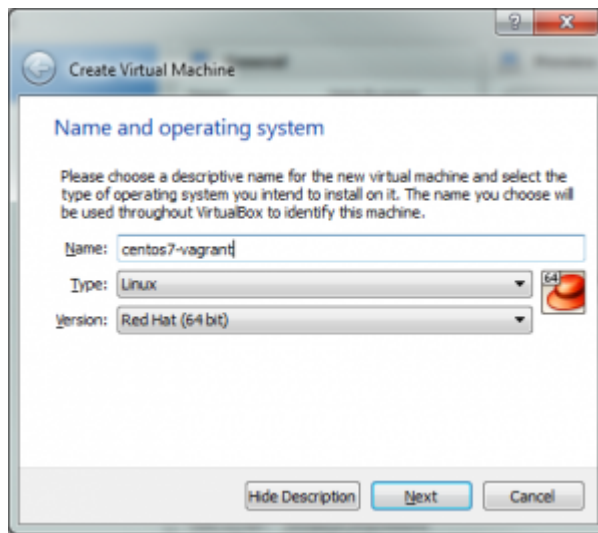 Create Virtual Machine
Name and operating system
Please choose a descriptive name for the new virtual machine and select the
type of operating system you intend to install on it. The name you choose will
be used throughout VirtualBox to identify this machine.
Name: centos7-vagrant
Type: Linux
64
Version: Red Hat (64 bit)
Hide Description Next Cancel